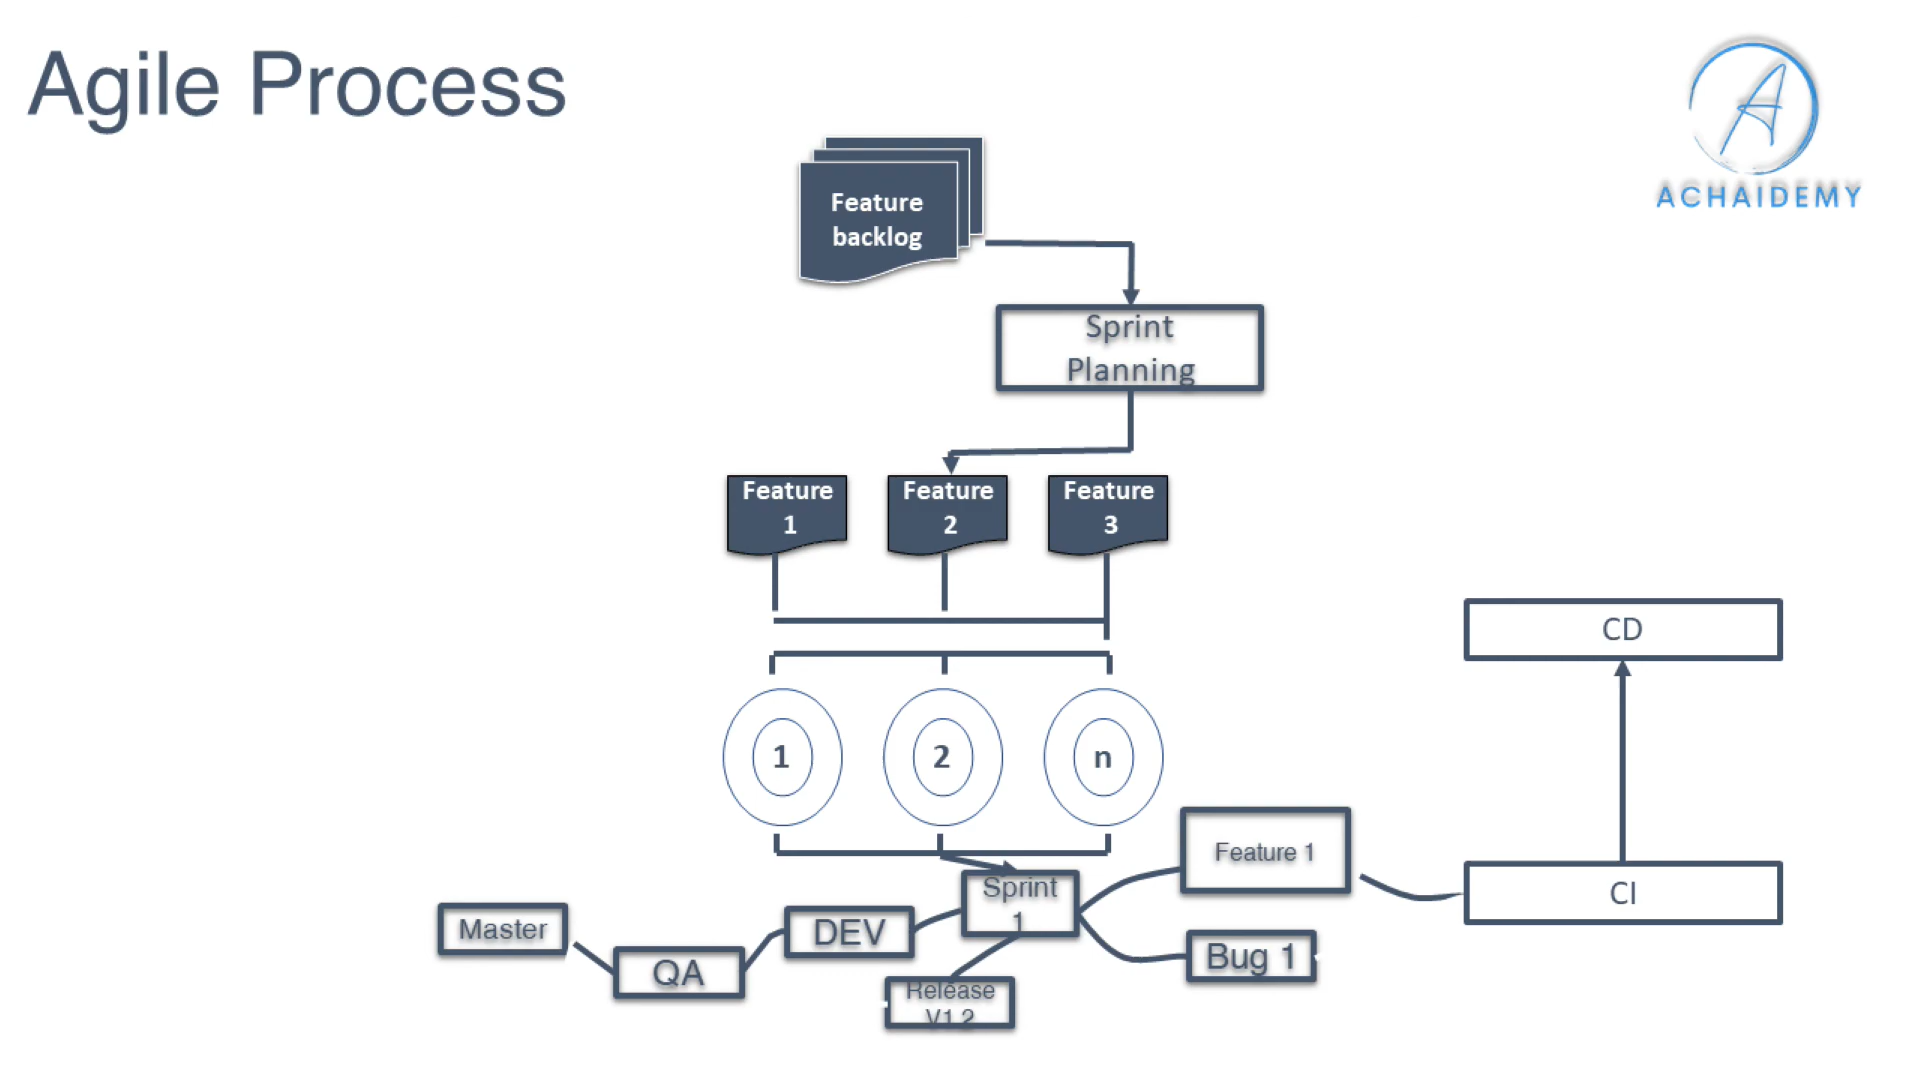 Agile Process
A
ACHAIDEMY
Feature
backlog
Sprint
Planning
Feature
1
Feature
2
Feature
3
CD
1
2
n
Feature 1
Sprint
1
CI
Master
DEV
Bug 1
QA
Release
V1.2